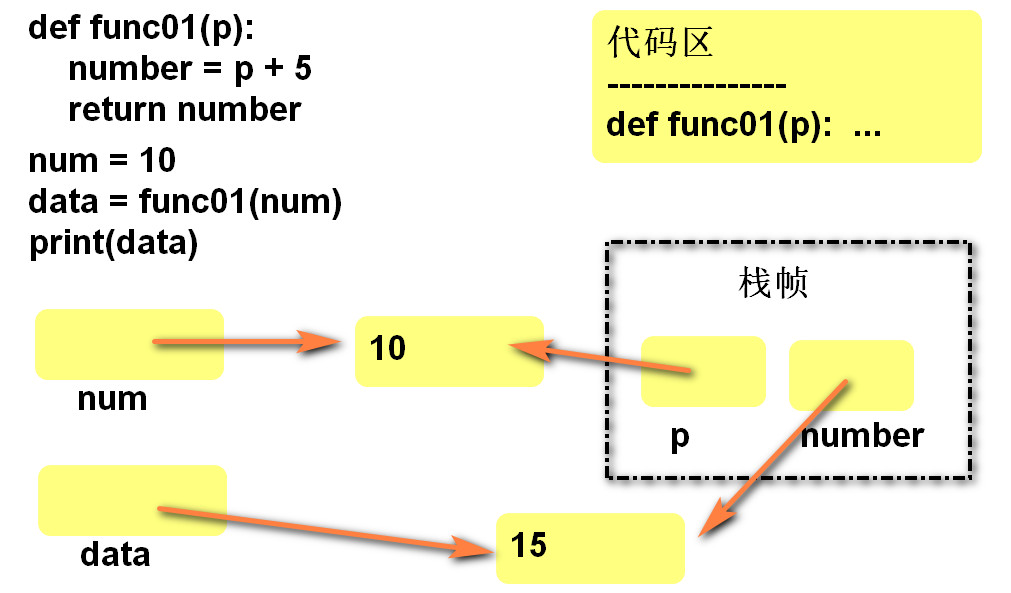 def func01(p):
    number = p + 5
    return number
num = 10
data = func01(num)
print(data)
代码区
---------------
def func01(p):  ...
栈帧
10
num
p
number
data
15